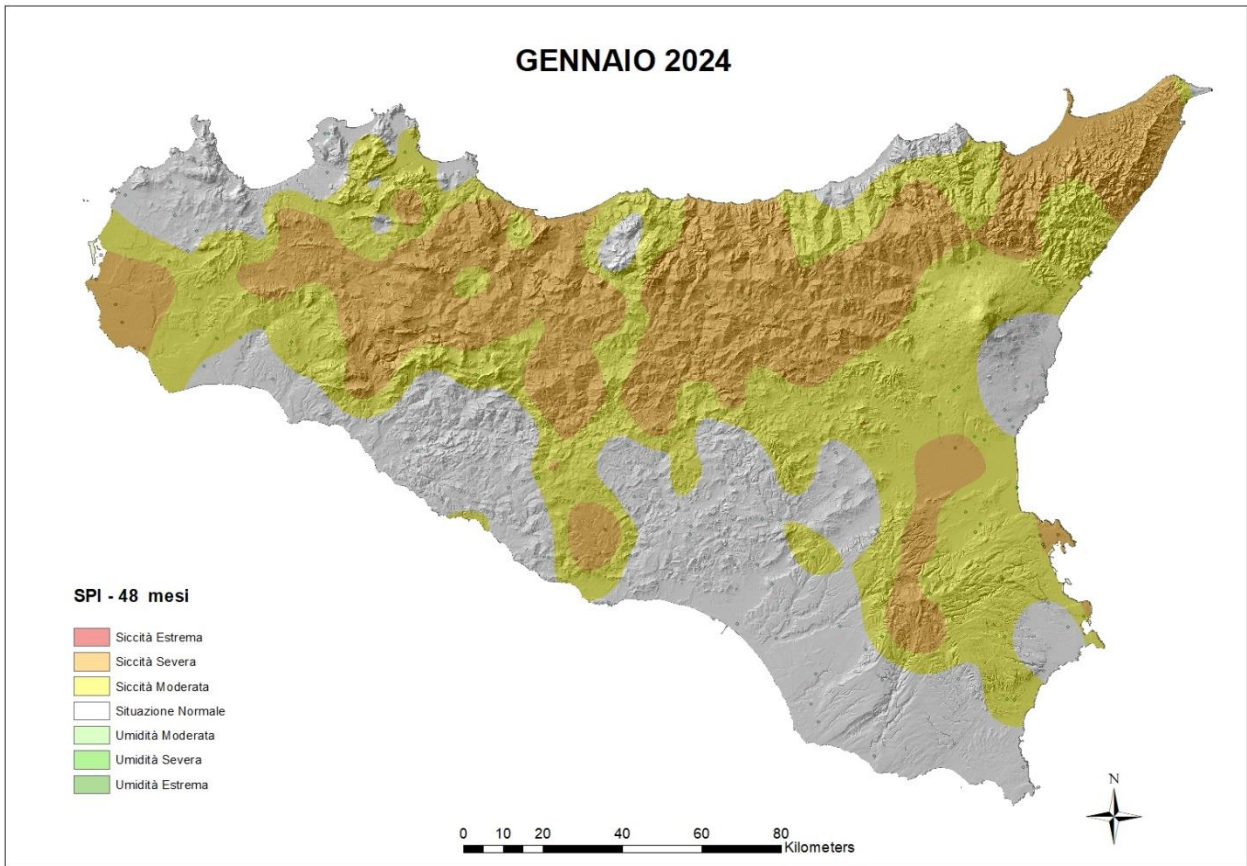 GENNAIO 2024
SPI - 48 mesi
Siccità Estrema
Siccità Severa
Siccità Moderata
Situazione Normale
Umidità Moderata
Umidità Severa
Umidità Estrema
N
0 10 20 40 60 80
Kilometers